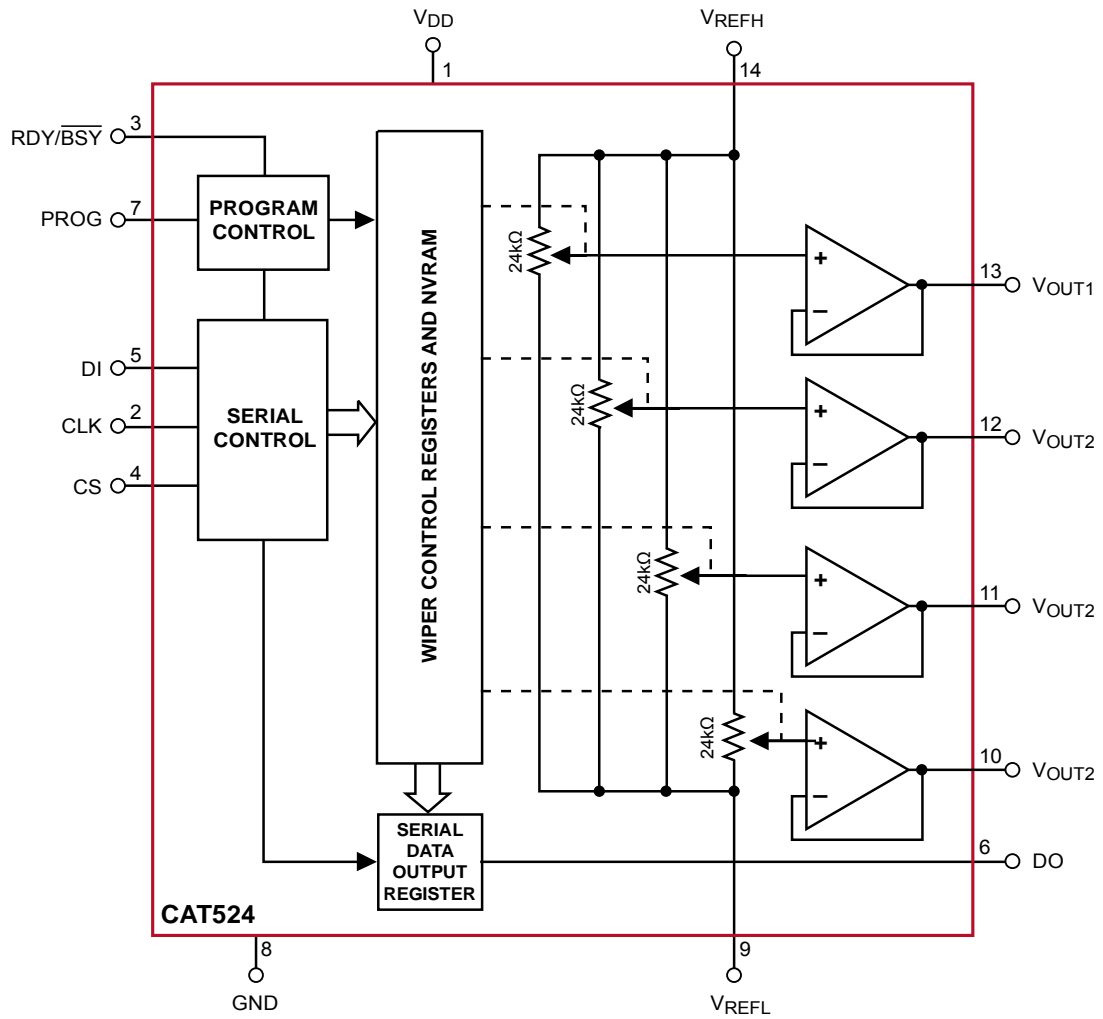 VDD
VREFH
1
14
3
RDY/BSY
7
PROG
PROGRAM
CONTROL
5
DI
2
CLK
4
CS
SERIAL
CONTROL
WIPER CONTROL REGISTERS AND NVRAM
24kΩ
+
–
13
VOUT1
24kΩ
+
–
12
VOUT2
24kΩ
+
–
11
VOUT2
24kΩ
+
–
10
VOUT2
SERIAL
DATA
OUTPUT
REGISTER
6
DO
CAT524
8
GND
9
VREFL